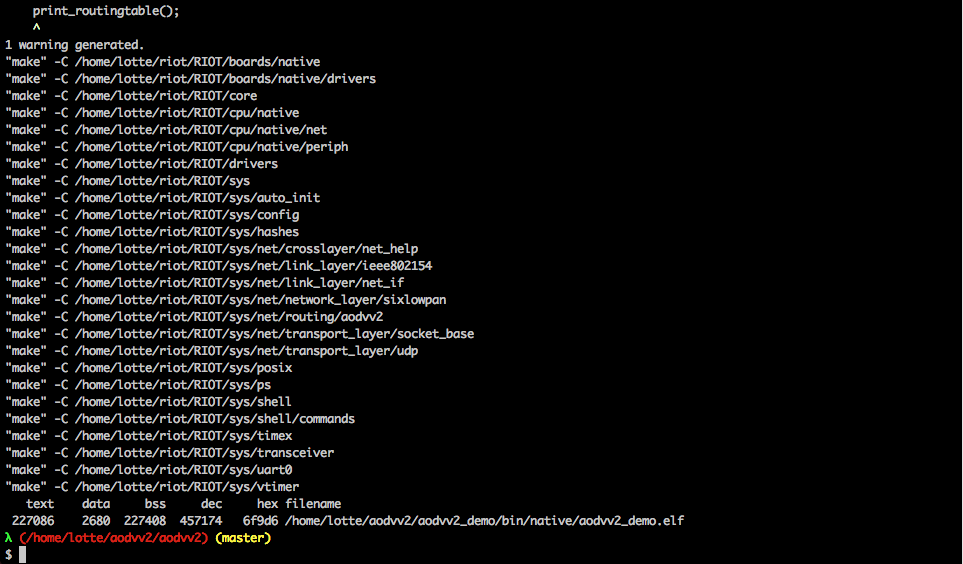 print_routingtable();
^
1 warning generated.
"make" -C /home/lotte/riot/RIOT/boards/native
"make" -C /home/lotte/riot/RIOT/boards/native/drivers
"make" -C /home/lotte/riot/RIOT/core
"make" -C /home/lotte/riot/RIOT/cpu/native
"make" -C /home/lotte/riot/RIOT/cpu/native/net
"make" -C /home/lotte/riot/RIOT/cpu/native/periph
"make" -C /home/lotte/riot/RIOT/drivers
"make" -C /home/lotte/riot/RIOT/sys
"make" -C /home/lotte/riot/RIOT/sys/auto_init
"make" -C /home/lotte/riot/RIOT/sys/config
"make" -C /home/lotte/riot/RIOT/sys/hashes
"make" -C /home/lotte/riot/RIOT/sys/net/crosslayer/net_help
"make" -C /home/lotte/riot/RIOT/sys/net/link_layer/ieee802154
"make" -C /home/lotte/riot/RIOT/sys/net/link_layer/net_if
"make" -C /home/lotte/riot/RIOT/sys/net/network_layer/sixlowpan
"make" -C /home/lotte/riot/RIOT/sys/net/routing/aodvv2
"make" -C /home/lotte/riot/RIOT/sys/net/transport_layer/socket_base
"make" -C /home/lotte/riot/RIOT/sys/net/transport_layer/udp
"make" -C /home/lotte/riot/RIOT/sys/posix
"make" -C /home/lotte/riot/RIOT/sys/ps
"make" -C /home/lotte/riot/RIOT/sys/shell
"make" -C /home/lotte/riot/RIOT/sys/shell/commands
"make" -C /home/lotte/riot/RIOT/sys/timex
"make" -C /home/lotte/riot/RIOT/sys/transceiver
"make" -C /home/lotte/riot/RIOT/sys/uart0
"make" -C /home/lotte/riot/RIOT/sys/vtimer
text data bss dec hex filename
227086 2680 227408 457174 6f9d6 /home/lotte/aodvv2/aodvv2_demo/bin/native/aodvv2_demo.elf
λ (/home/lotte/aodvv2/aodvv2) (master)
$